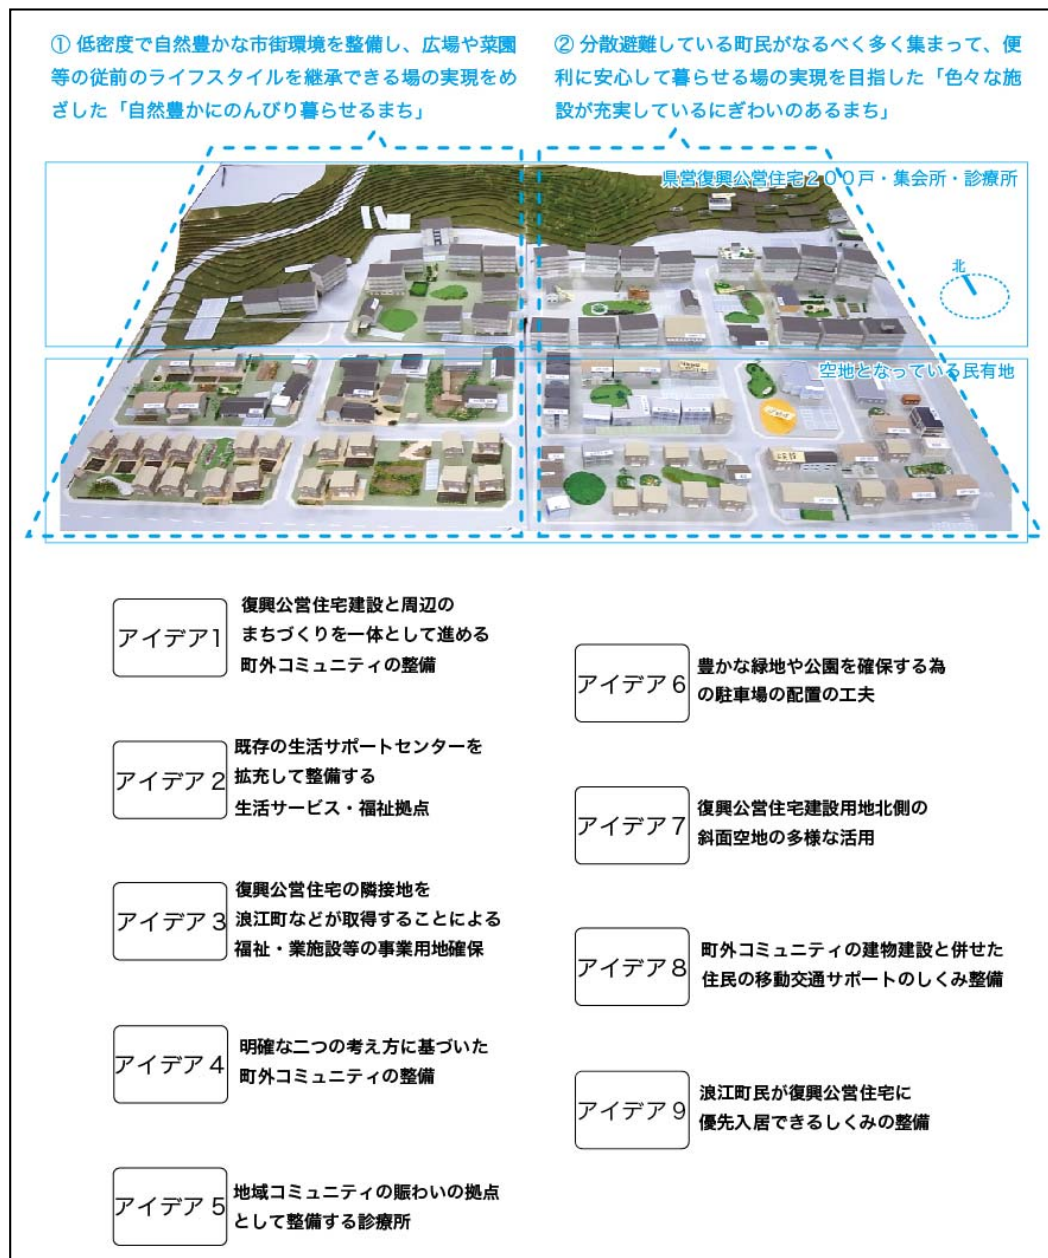 ① 低密度で自然豊かな市街環境を整備し、広場や菜園
等の従前のライフスタイルを継承できる場の実現をめ
ざした「自然豊かにのんびり暮らせるまち」
② 分散避難している町民がなるべく多く集まって、便
利に安心して暮らせる場の実現を目指した「色々な施
設が充実しているにぎわいのあるまち」
県営復興公営住宅２００戸・集会所・診療所
北
空地となっている民有地
アイデア１
復興公営住宅建設と周辺の
まちづくりを一体として進める
町外コミュニティの整備
アイデア２
既存の生活サポートセンターを
拡充して整備する
生活サービス・福祉拠点
アイデア３
復興公営住宅の隣接地を
浪江町などが取得することによる
福祉・業施設等の事業用地確保
アイデア４
明確な二つの考え方に基づいた
町外コミュニティの整備
アイデア５
地域コミュニティの賑わいの拠点
として整備する診療所
アイデア６
豊かな緑地や公園を確保する為
の駐車場の配置の工夫
アイデア７
復興公営住宅建設用地北側の
斜面空地の多様な活用
アイデア８
町外コミュニティの建物建設と併せた
住民の移動交通サポートのしくみ整備
アイデア９
浪江町民が復興公営住宅に
優先入居できるしくみの整備